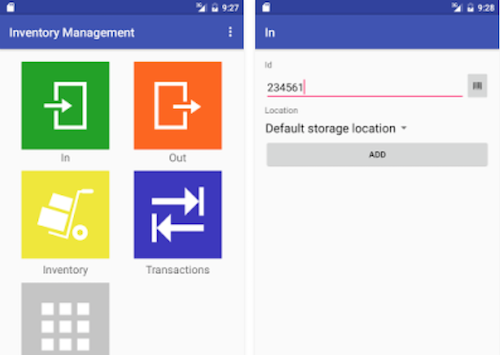 9:27
Inventory Management
In
Out
Inventory
Transactions
9:28
In
Id
234561
Location
Default storage location
ADD